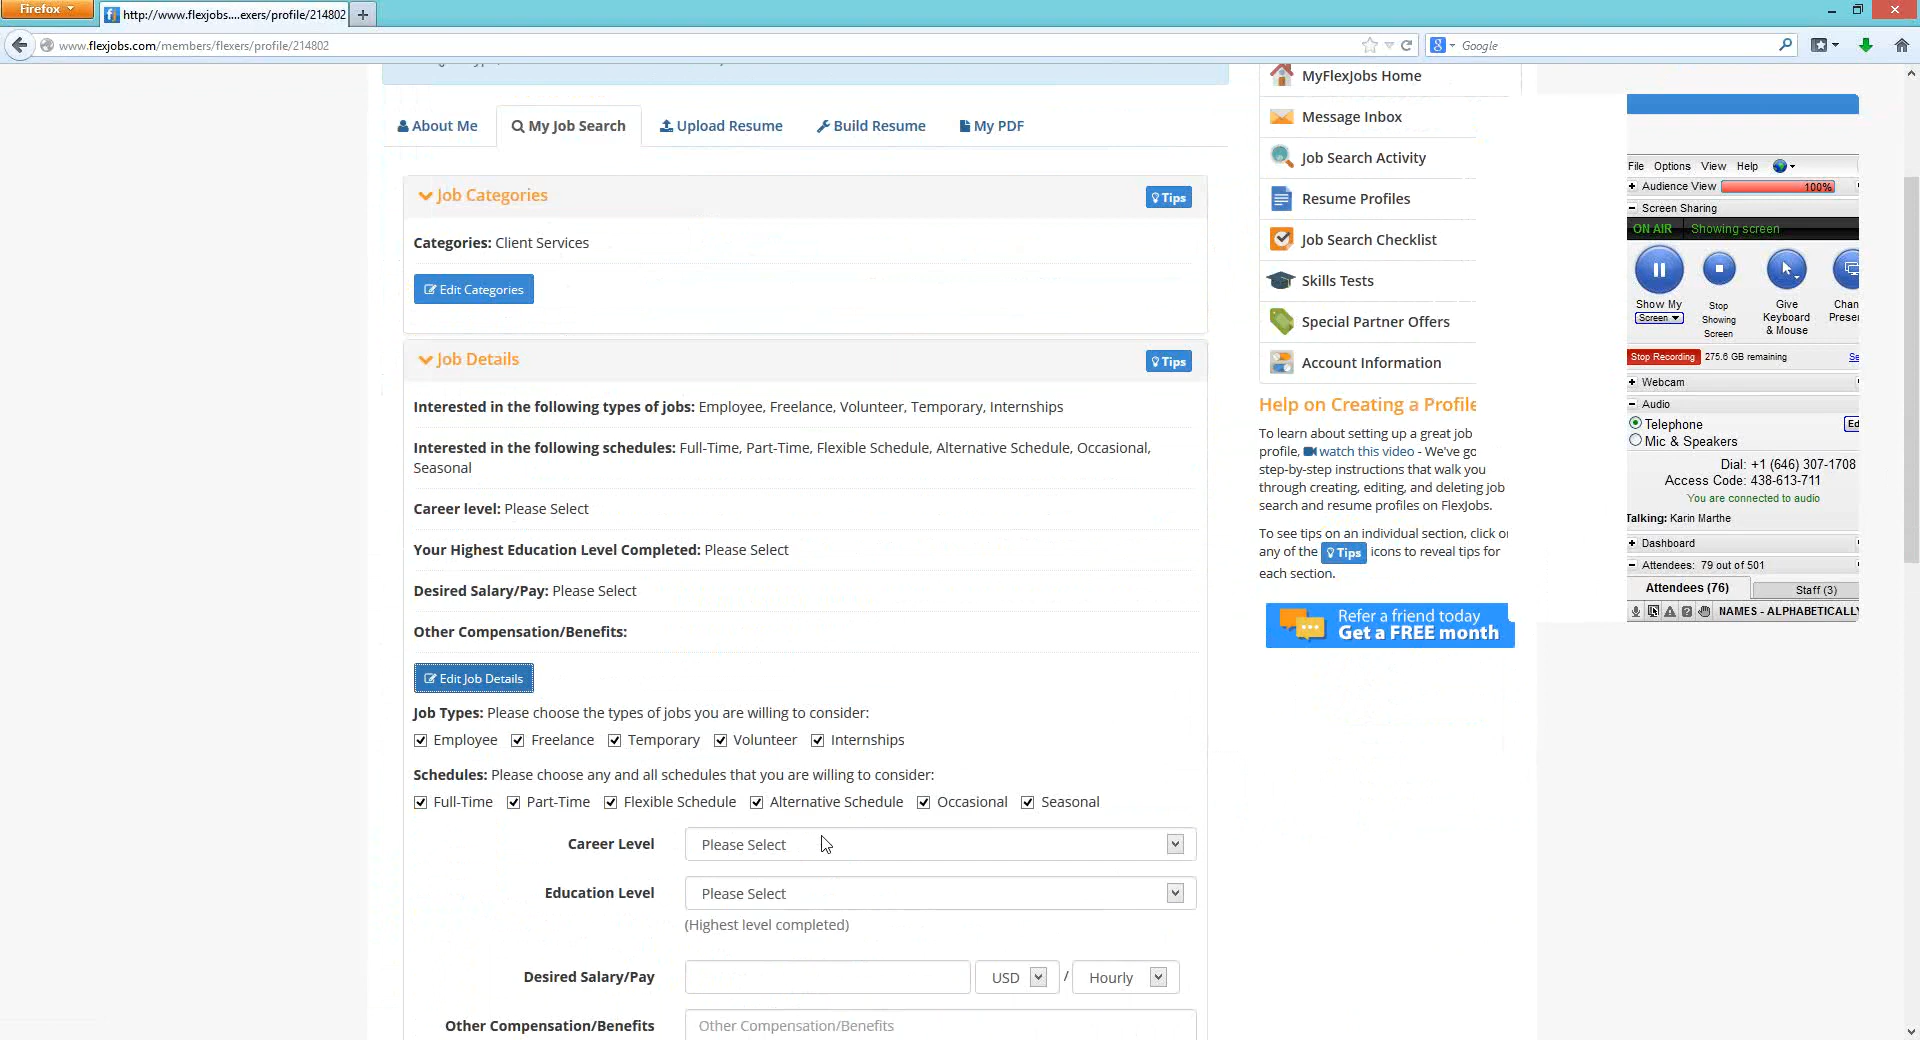 Firefox
http://www.flexjobs....exers/profile/214802
www.flexjobs.com/members/flexers/profile/214802
Google
About Me
My Job Search
Upload Resume
Build Resume
My PDF
Job Categories
Tips
Categories: Client Services
Edit Categories
Job Details
Tips
Interested in the following types of jobs: Employee, Freelance, Volunteer, Temporary, Internships
Interested in the following schedules: Full-Time, Part-Time, Flexible Schedule, Alternative Schedule, Occasional,
Seasonal
Career level: Please Select
Your Highest Education Level Completed: Please Select
Desired Salary/Pay: Please Select
Other Compensation/Benefits:
Edit Job Details
Job Types: Please choose the types of jobs you are willing to consider:
Employee Freelance Temporary Volunteer Internships
Schedules: Please choose any and all schedules that you are willing to consider:
Full-Time Part-Time Flexible Schedule Alternative Schedule Occasional Seasonal
Career Level Please Select
Education Level Please Select
(Highest level completed)
Desired Salary/Pay USD / Hourly
Other Compensation/Benefits Other Compensation/Benefits
MyFlexJobs Home
Message Inbox
Job Search Activity
Resume Profiles
Job Search Checklist
Skills Tests
Special Partner Offers
Account Information
Help on Creating a Profile
To learn about setting up a great job
profile, watch this video - We've go
step-by-step instructions that walk you
through creating, editing, and deleting job
search and resume profiles on FlexJobs.
To see tips on an individual section, click or
any of the Tips icons to reveal tips for
each section.
Refer a friend today
Get a FREE month
File Options View Help
Audience View 100%
Screen Sharing
ON AIR Showing screen
Show My
Screen
Stop
Showing
Screen
Give
Keyboard
& Mouse
Chan
Prese
Stop Recording 275.6 GB remaining Se
Webcam
Audio
Telephone Ed
Mic & Speakers
Dial: +1 (646) 307-1708
Access Code: 438-613-711
You are connected to audio
Talking: Karin Marthe
Dashboard
Attendees: 79 out of 501
Attendees (76) Staff (3)
NAMES - ALPHABETICALLY